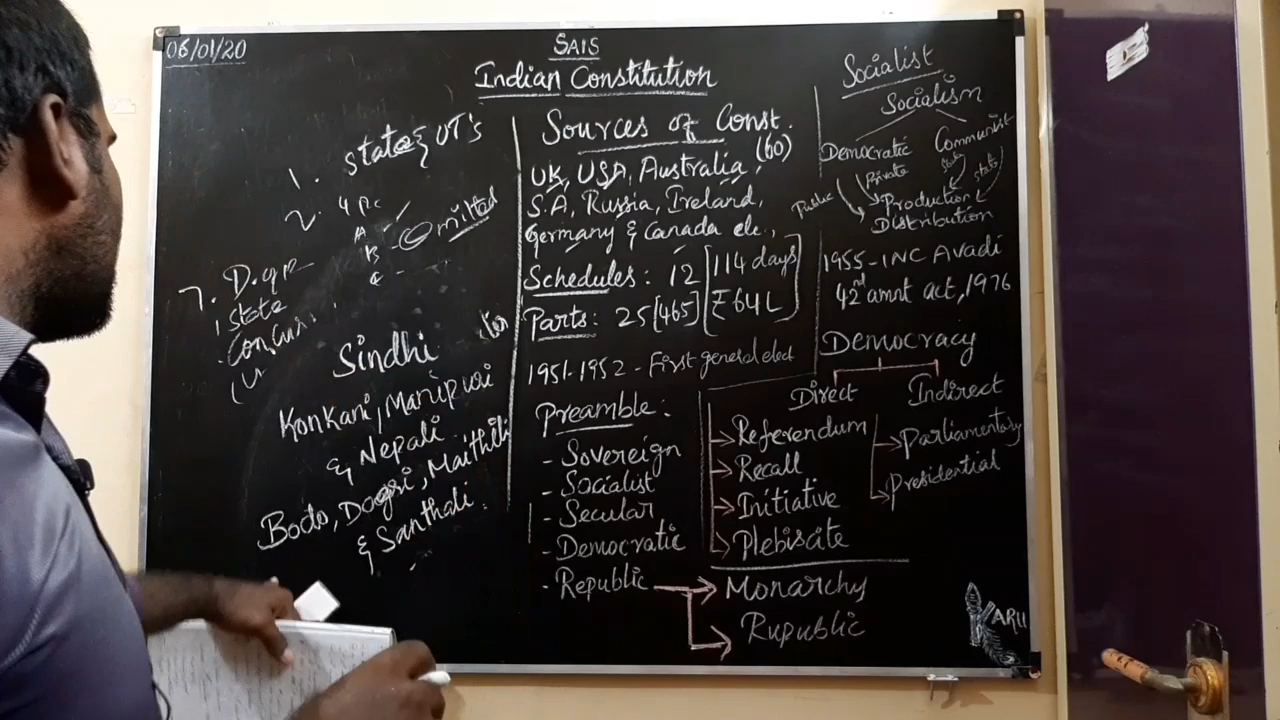 06/01/20
SAIS
Indian Constitution
1. States & UT's
2. 4 pc
A
B
C
Omitted
7. D. of P
1 State
Concur
Sindhi
Konkani, Manipuri
& Nepali
Bodo, Dogri, Maithili
& Santhali.
Sources of Const.
(60)
UK, USA, Australia,
S.A, Russia, Ireland,
Germany & Canada etc.,
Schedules: 12 [114 days]
Parts: 25 [465] [₹ 64 L]
1951-1952 - First general elect
Preamble:
- Sovereign
- Socialist
- Secular
- Democratic
- Republic
Monarchy
Rupublic
Socialist
Socialism
Democratic Communist
Public
Private
State
State
Production &
Distribution
1955-INC Avadi
42nd amnt act, 1976
Democracy
Direct
Indirect
Referendum
Recall
Initiative
Plebiscite
Parliamentary
Presidential